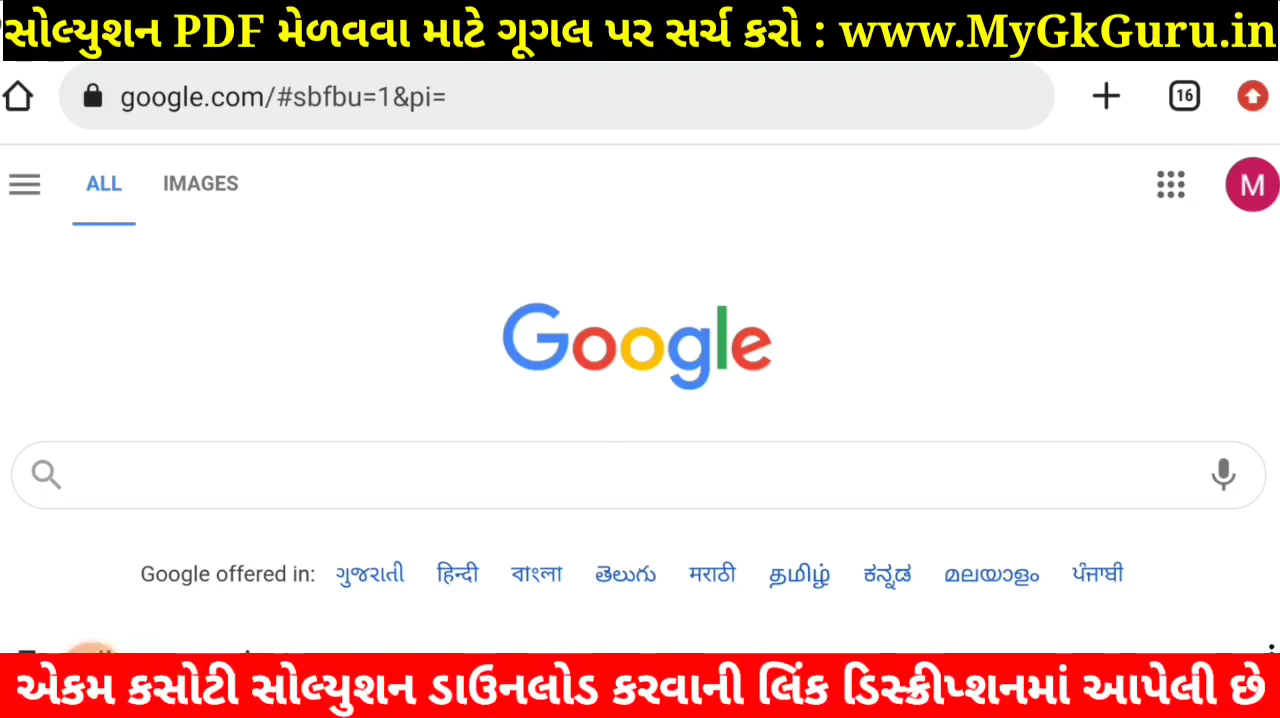 સોલ્યુશન PDF મેળવવા માટે ગૂગલ પર સર્ચ કરો : www.MyGkGuru.in
google.com/#sbfbu=1&pi=
16
ALL IMAGES
M
Google
Google offered in: ગુજરાતી हिन्दी বাংলা తెలుగు मराठी தமிழ் ಕನ್ನಡ മലയാളം ਪੰਜਾਬੀ
એકમ કસોટી સોલ્યુશન ડાઉનલોડ કરવાની લિંક ડિસ્ક્રીપ્શનમાં આપેલી છે